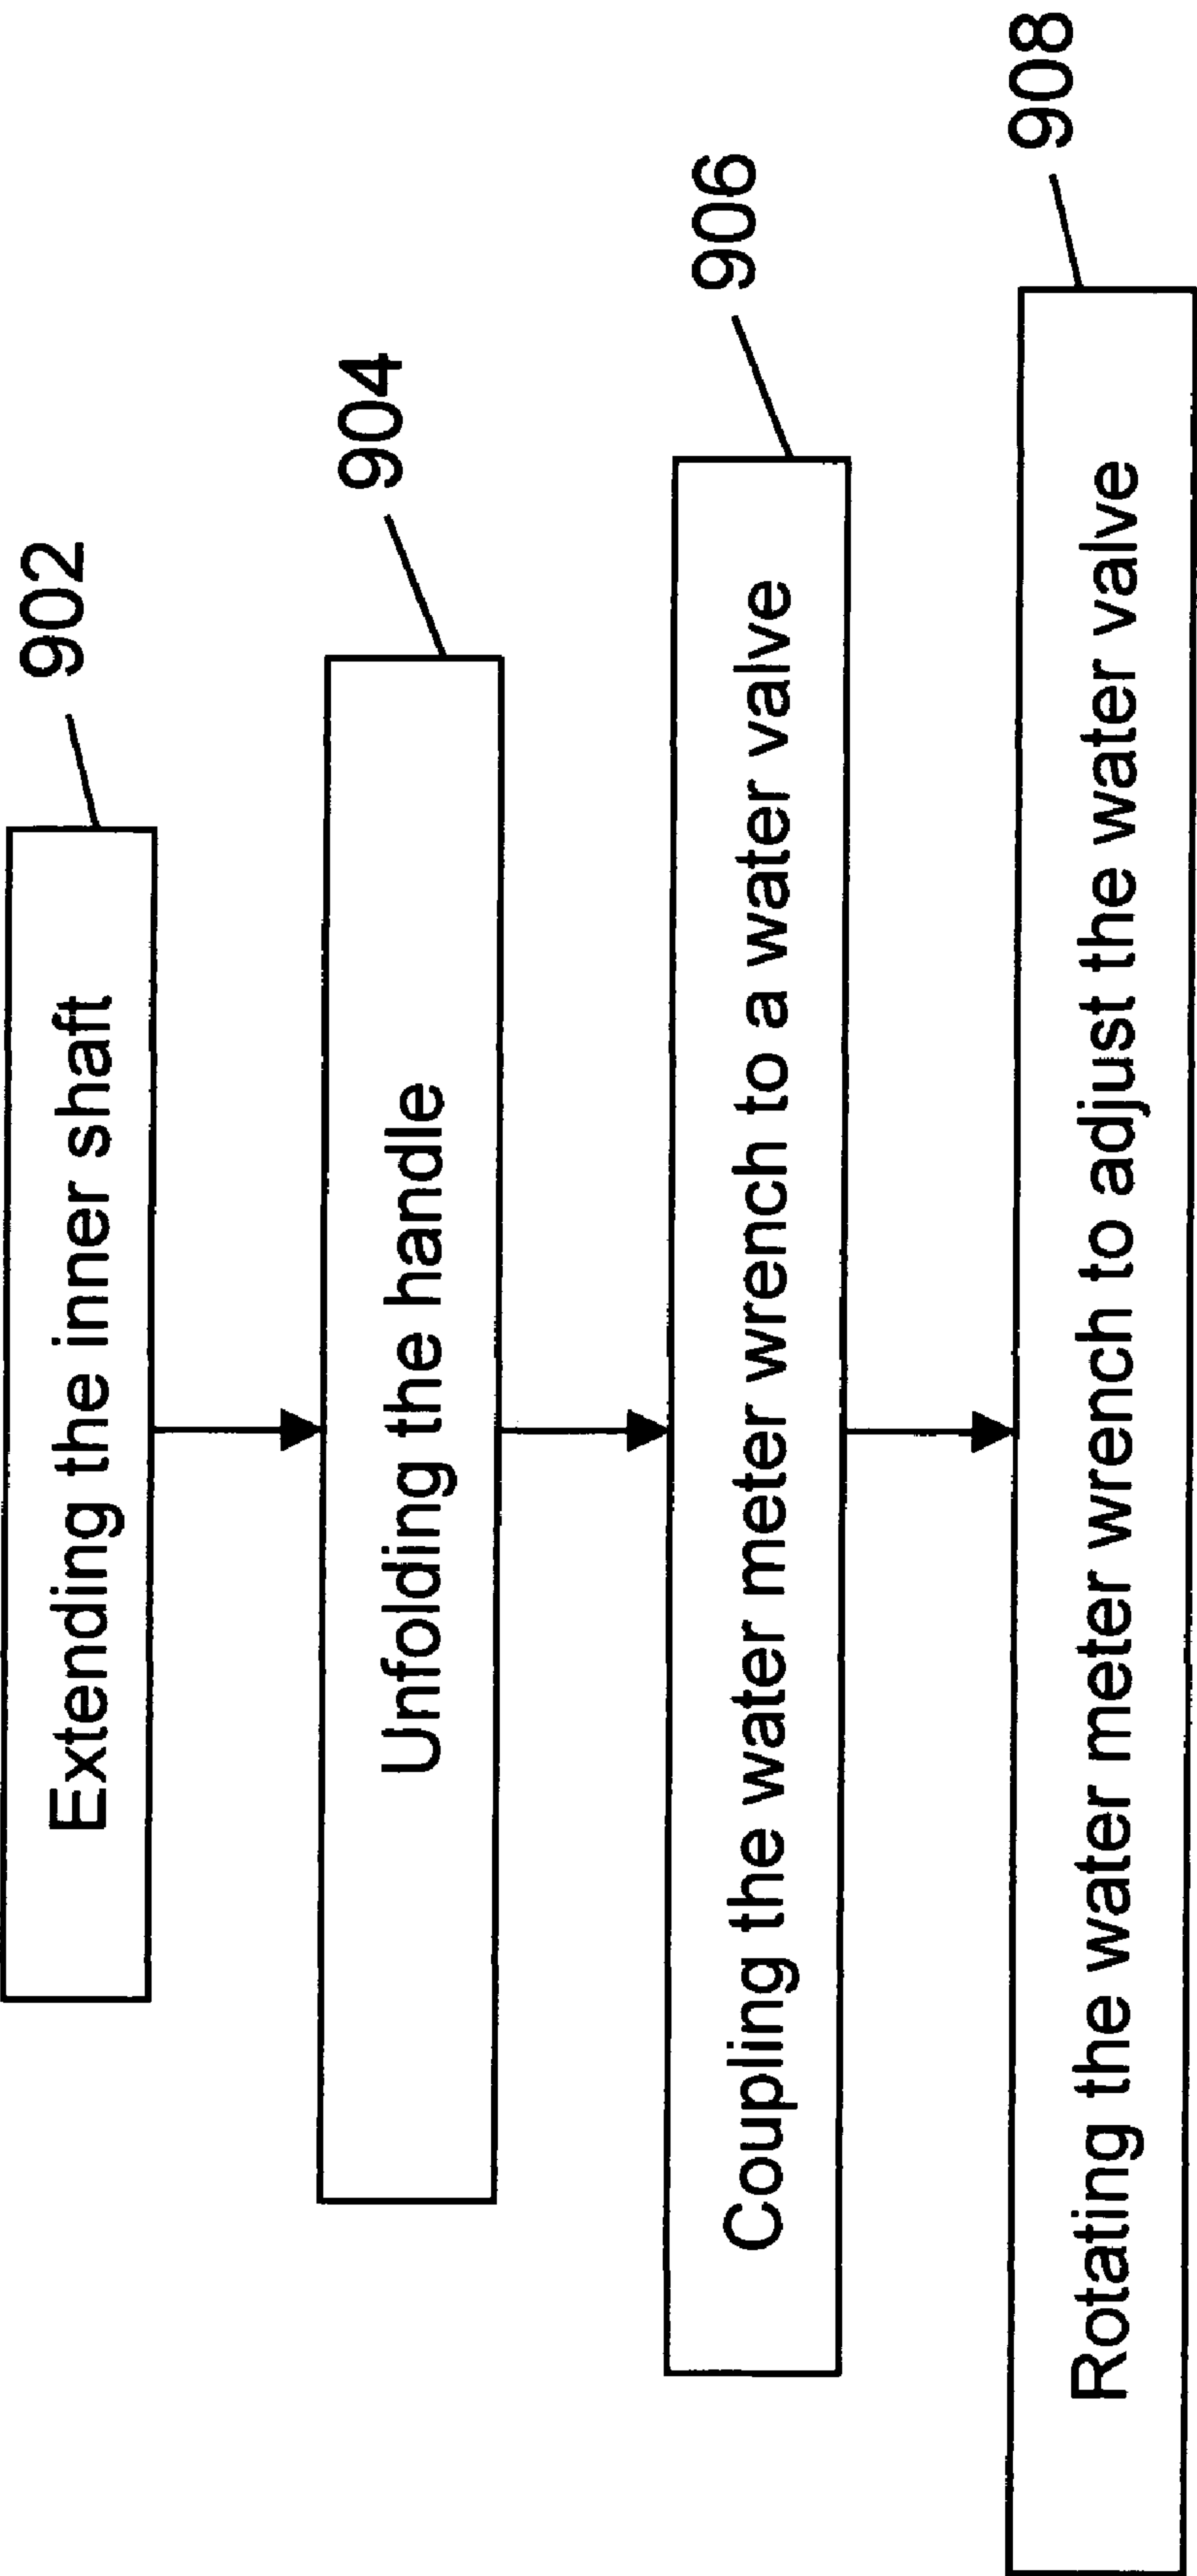 Extending the inner shaft
902
Unfolding the handle
904
Coupling the water meter wrench to a water valve
906
Rotating the water meter wrench to adjust the water valve
908